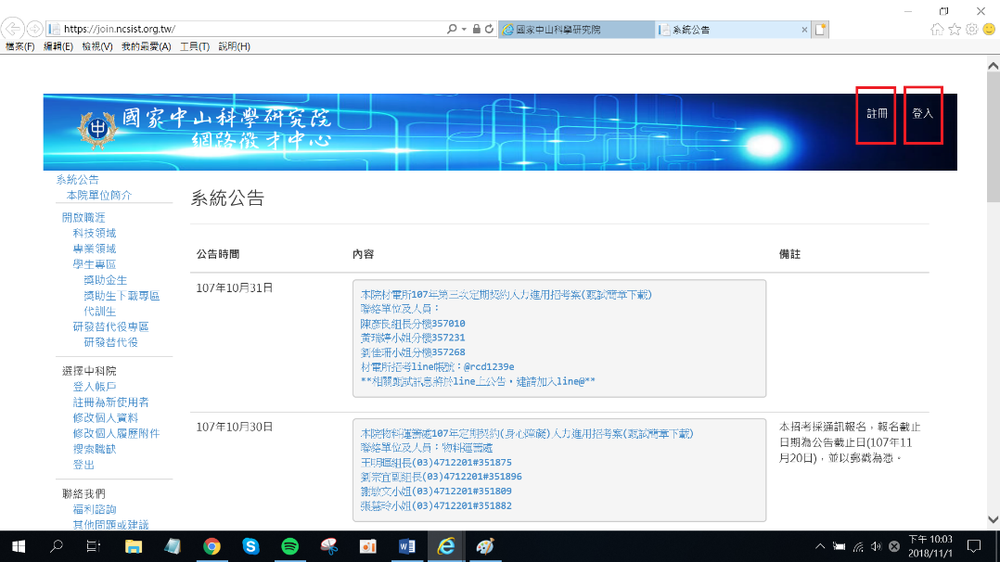 https://join.ncsist.org.tw/
國家中山科學研究院
系統公告
檔案(F) 編輯(E) 檢視(V) 我的最愛(A) 工具(T) 說明(H)
國家中山科學研究院
網路徵才中心
註冊
登入
系統公告
本院單位簡介
開啟職涯
科技領域
專業領域
學生專區
獎助金生
獎助生下載專區
代訓生
研發替代役專區
研發替代役
選擇中科院
登入帳戶
註冊為新使用者
修改個人資料
修改個人履歷附件
搜索職缺
登出
聯絡我們
福利諮詢
其他問題或建議
系統公告
公告時間 內容 備註
107年10月31日
本院材電所107年第三次定期契約人力進用招考案(甄試簡章下載)
聯絡單位及人員：
陳彥良組長分機357010
黃瑞婷小姐分機357231
劉佳珊小姐分機357268
材電所招考line帳號：@rcd1239e
**相關甄試訊息將於line上公告，建請加入line@**
107年10月30日
本院物料運籌處107年定期契約(身心障礙)人力進用招考案(甄試簡章下載)
聯絡單位及人員：物料運籌處
王明區組長(03)4712201#351875
劉宗宜副組長(03)4712201#351896
謝敏文小姐(03)4712201#351809
張慧玲小姐(03)4712201#351882
本招考採通訊報名，報名截止
日期為公告截止日(107年11
月20日)，並以郵戳為憑。
下午 10:03
2018/11/1